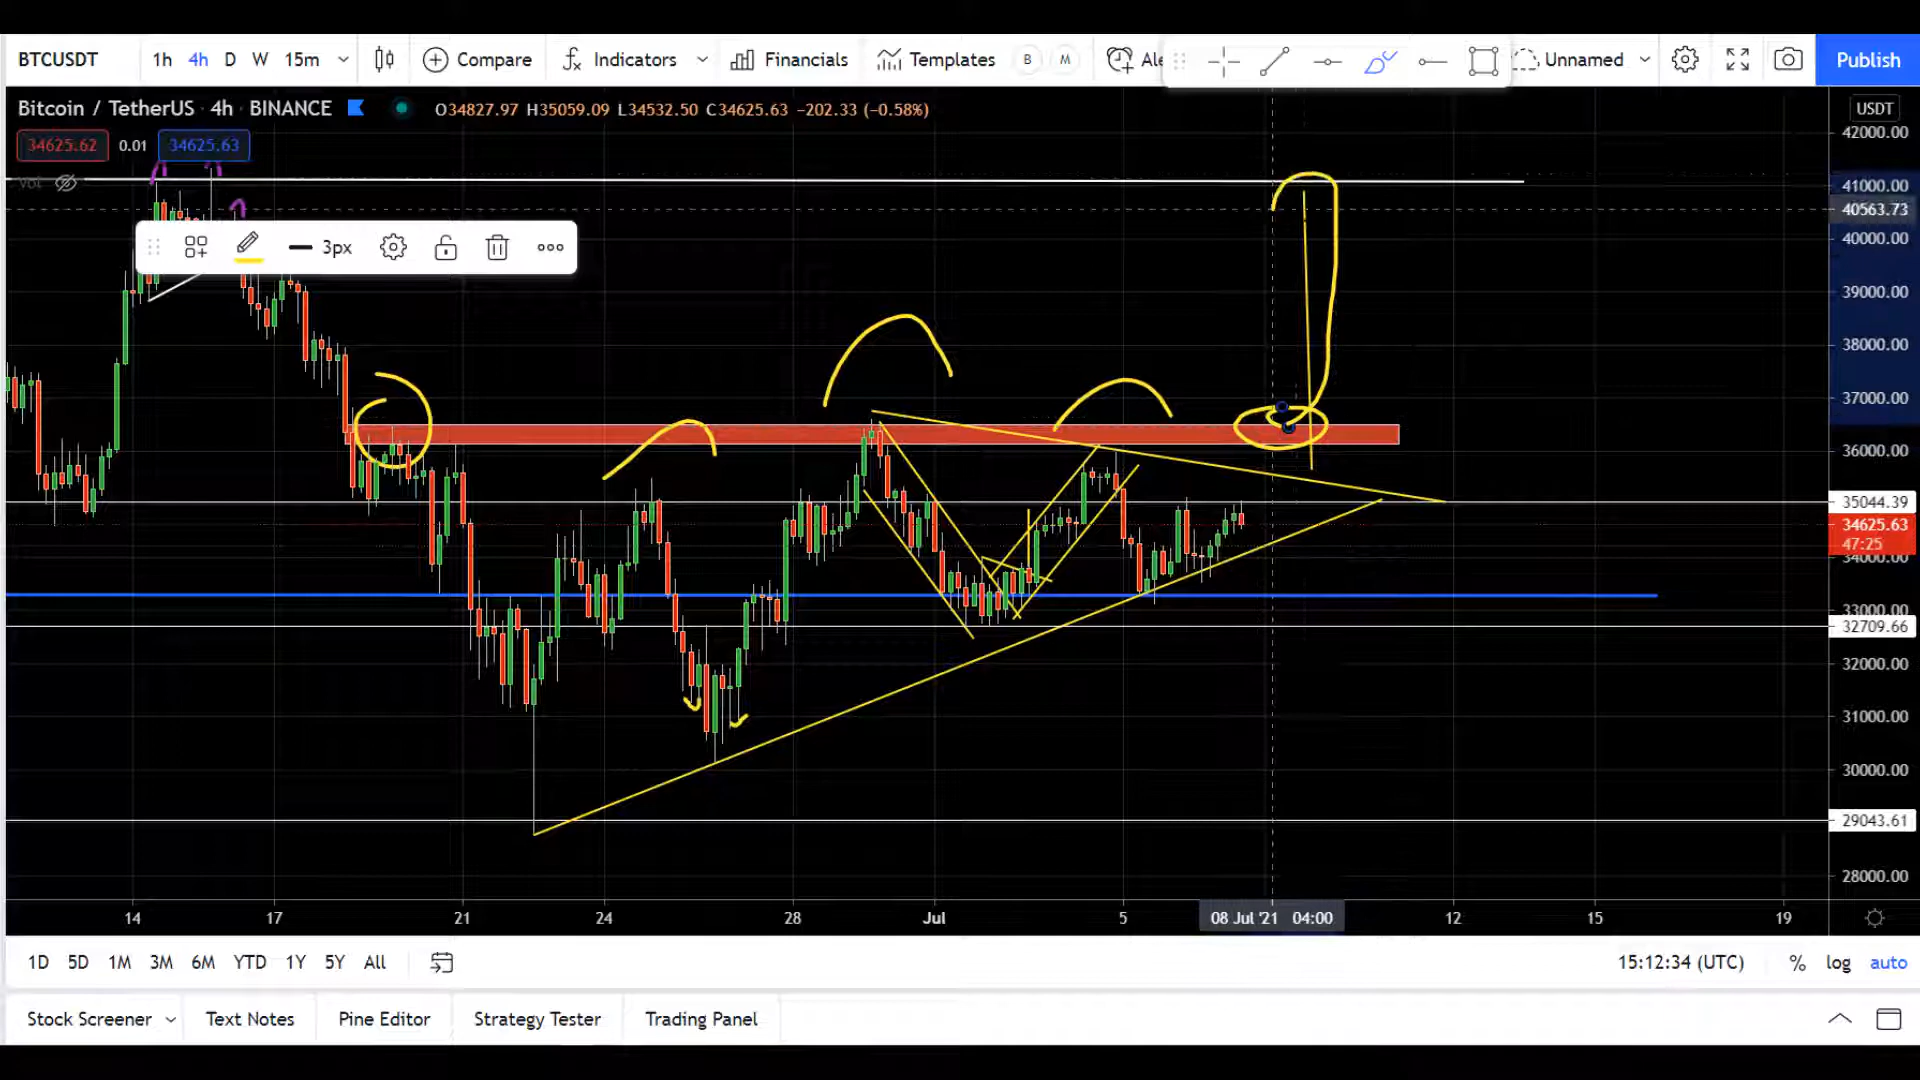 BTCUSDT 1h 4h D W 15m Compare Indicators Financials Templates B M Ale Unnamed Publish
Bitcoin / TetherUS · 4h · BINANCE O34827.97 H35059.09 L34532.50 C34625.63 −202.33 (−0.58%) USDT
34625.62 0.01 34625.63
Vol
3px
42000.00
41000.00
40563.73
40000.00
39000.00
38000.00
37000.00
36000.00
35044.39
34625.63
47:25
34000.00
33000.00
32709.66
32000.00
31000.00
30000.00
29043.61
28000.00
14 17 21 24 28 Jul 5 08 Jul '21 04:00 12 15 19
1D 5D 1M 3M 6M YTD 1Y 5Y All 15:12:34 (UTC) % log auto
Stock Screener Text Notes Pine Editor Strategy Tester Trading Panel